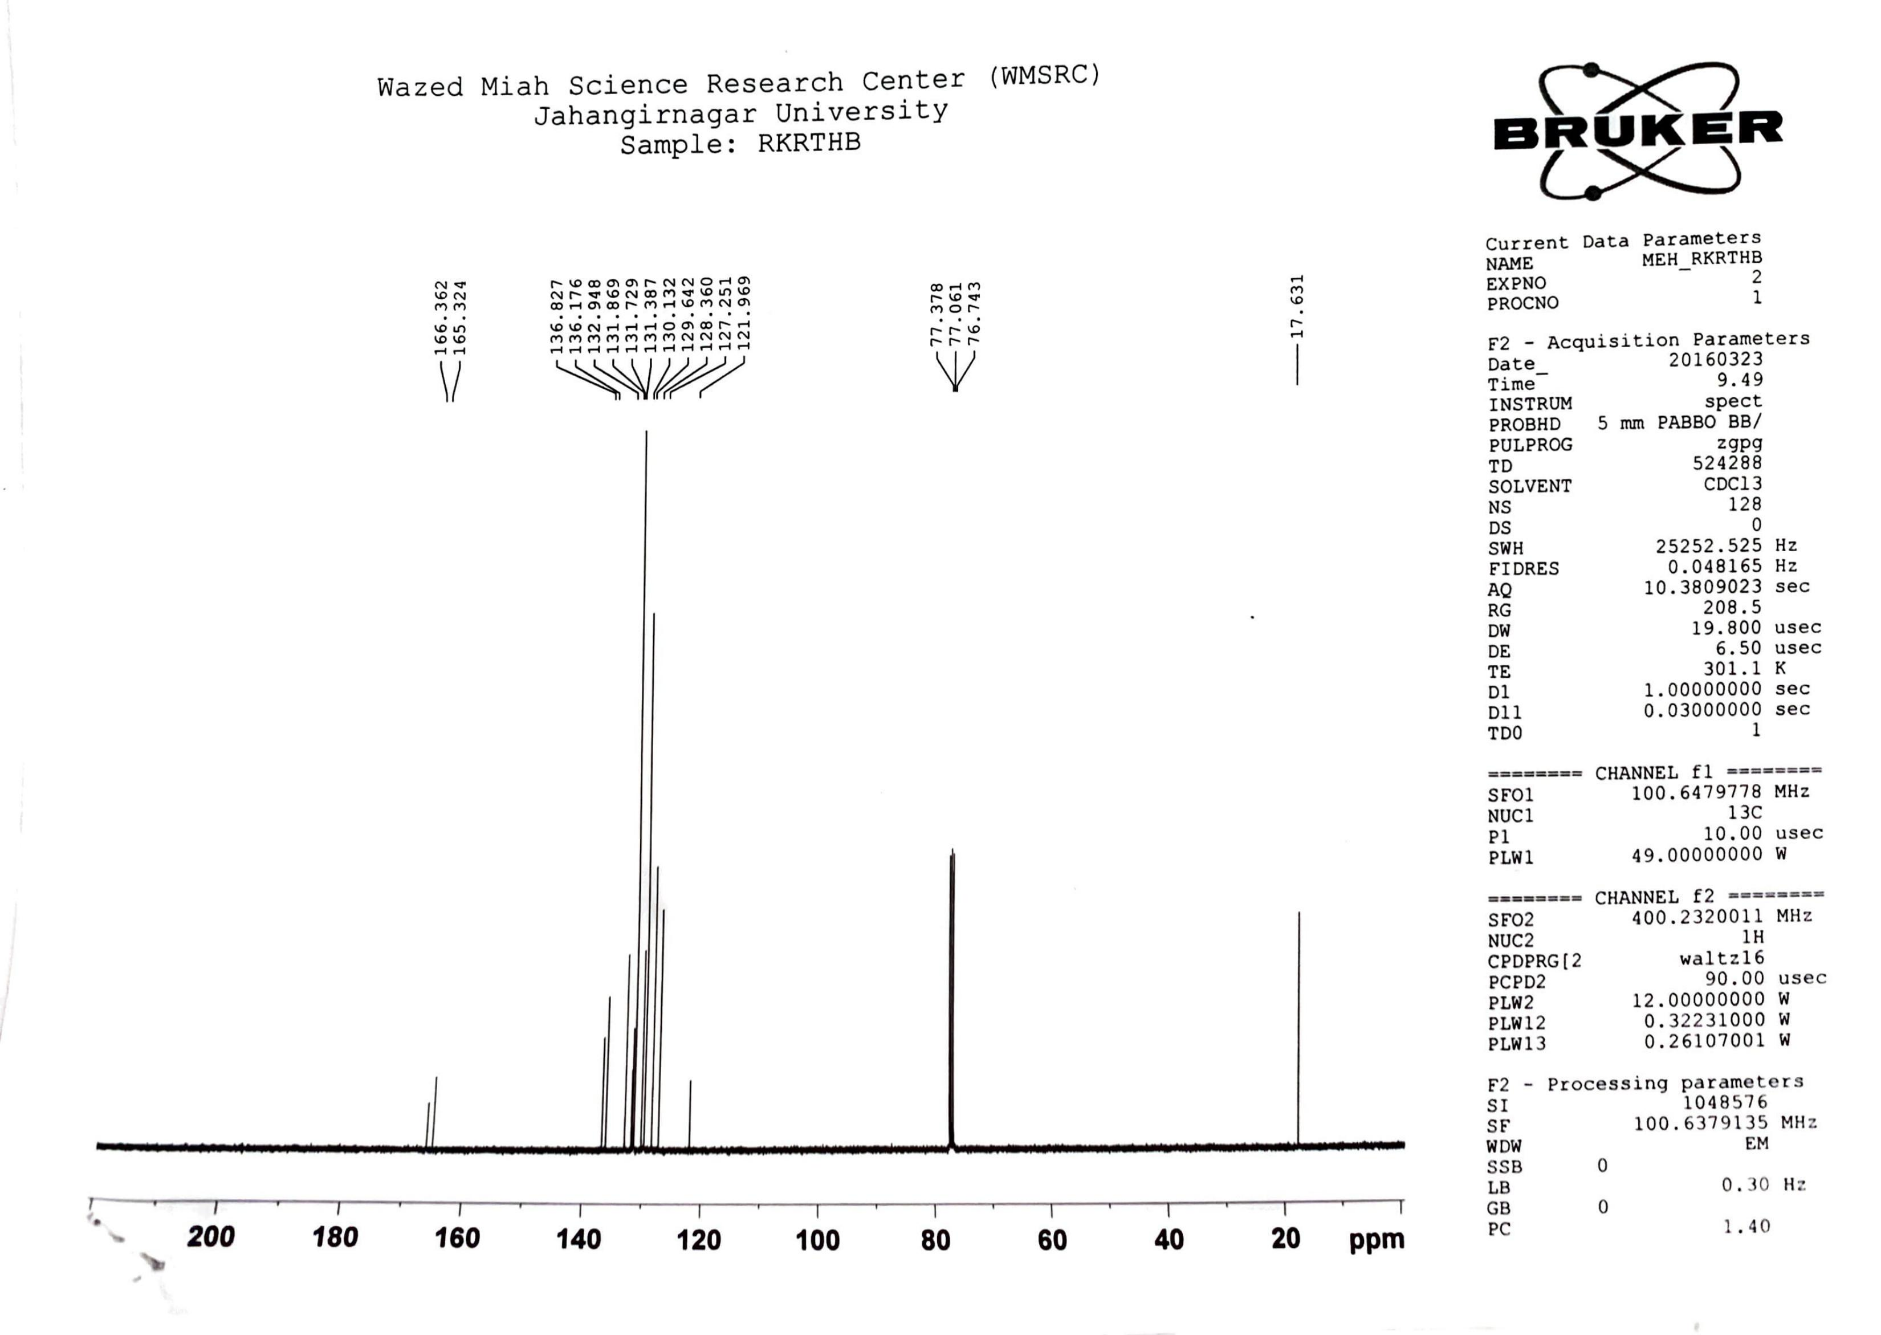 Wazed Miah Science Research Center (WMSRC)
Jahangirnagar University
Sample: RKRTHB
BRUKER
166.362
165.324
136.827
136.176
132.948
131.869
131.729
131.387
130.132
129.642
128.360
127.251
121.969
77.378
77.061
76.743
17.631
200 180 160 140 120 100 80 60 40 20 ppm
Current Data Parameters
NAME MEH_RKRTHB
EXPNO 2
PROCNO 1
F2 - Acquisition Parameters
Date_ 20160323
Time 9.49
INSTRUM spect
PROBHD 5 mm PABBO BB/
PULPROG zgpg
TD 524288
SOLVENT CDCl3
NS 128
DS 0
SWH 25252.525 Hz
FIDRES 0.048165 Hz
AQ 10.3809023 sec
RG 208.5
DW 19.800 usec
DE 6.50 usec
TE 301.1 K
D1 1.00000000 sec
D11 0.03000000 sec
TD0 1
======== CHANNEL f1 ========
SFO1 100.6479778 MHz
NUC1 13C
P1 10.00 usec
PLW1 49.00000000 W
======== CHANNEL f2 ========
SFO2 400.2320011 MHz
NUC2 1H
CPDPRG[2 waltz16
PCPD2 90.00 usec
PLW2 12.00000000 W
PLW12 0.32231000 W
PLW13 0.26107001 W
F2 - Processing parameters
SI 1048576
SF 100.6379135 MHz
WDW EM
SSB 0
LB 0.30 Hz
GB 0
PC 1.40